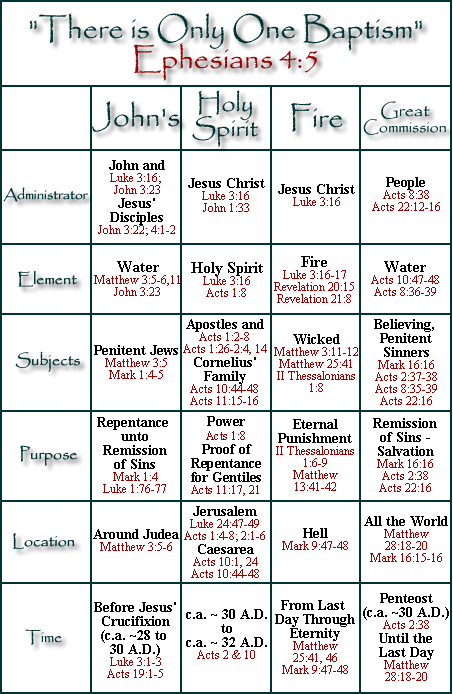 "There is Only One Baptism"
Ephesians 4:5
John's
Holy
Spirit
Fire
Great
Commission
Administrator
John and
Luke 3:16;
John 3:23
Jesus'
Disciples
John 3:22; 4:1-2
Jesus Christ
Luke 3:16
John 1:33
Jesus Christ
Luke 3:16
People
Acts 8:38
Acts 22:12-16
Element
Water
Matthew 3:5-6,11
John 3:23
Holy Spirit
Luke 3:16
Acts 1:8
Fire
Luke 3:16-17
Revelation 20:15
Revelation 21:8
Water
Acts 10:47-48
Acts 8:36-39
Subjects
Penitent Jews
Matthew 3:5
Mark 1:4-5
Apostles and
Acts 1:2-8
Acts 1:26-2:4, 14
Cornelius'
Family
Acts 10:44-48
Acts 11:15-16
Wicked
Matthew 3:11-12
Matthew 25:41
II Thessalonians
1:8
Believing,
Penitent
Sinners
Mark 16:16
Acts 2:37-38
Acts 8:35-39
Acts 22:16
Purpose
Repentance
unto
Remission
of Sins
Mark 1:4
Luke 1:76-77
Power
Acts 1:8
Proof of
Repentance
for Gentiles
Acts 11:17, 21
Eternal
Punishment
II Thessalonians
1:6-9
Matthew
13:41-42
Remission
of Sins -
Salvation
Mark 16:16
Acts 2:38
Acts 22:16
Location
Around Judea
Matthew 3:5-6
Jerusalem
Luke 24:47-49
Acts 1:4-8; 2:1-6
Caesarea
Acts 10:1, 24
Acts 10:44-48
Hell
Mark 9:47-48
All the World
Matthew
28:18-20
Mark 16:15-16
Time
Before Jesus'
Crucifixion
(c.a. ~28 to
30 A.D.)
Luke 3:1-3
Acts 19:1-5
c.a. ~ 30 A.D.
to
c.a. ~ 32 A.D.
Acts 2 & 10
From Last
Day Through
Eternity
Matthew
25:41, 46
Mark 9:47-48
Penteost
(c.a. ~30 A.D.)
Acts 2:38
Until the
Last Day
Matthew
28:18-20